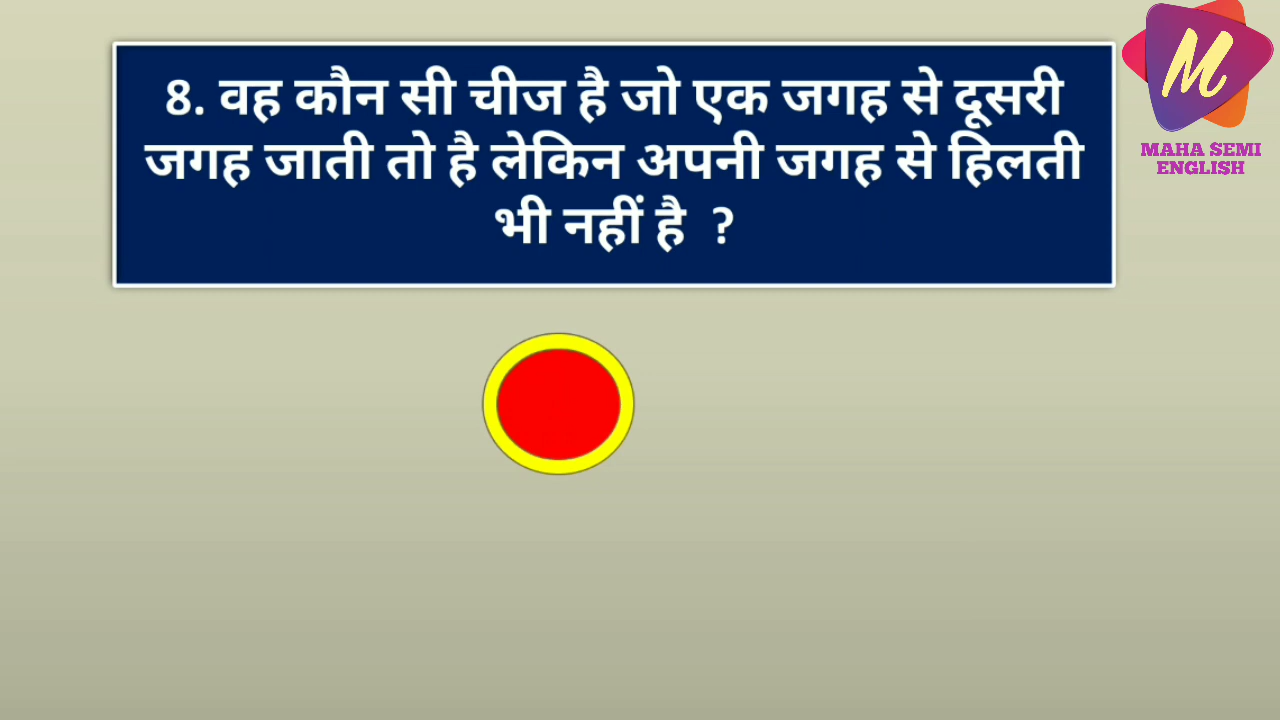 8. वह कौन सी चीज है जो एक जगह से दूसरी
जगह जाती तो है लेकिन अपनी जगह से हिलती
भी नहीं है ?
M
MAHA SEMI
ENGLISH